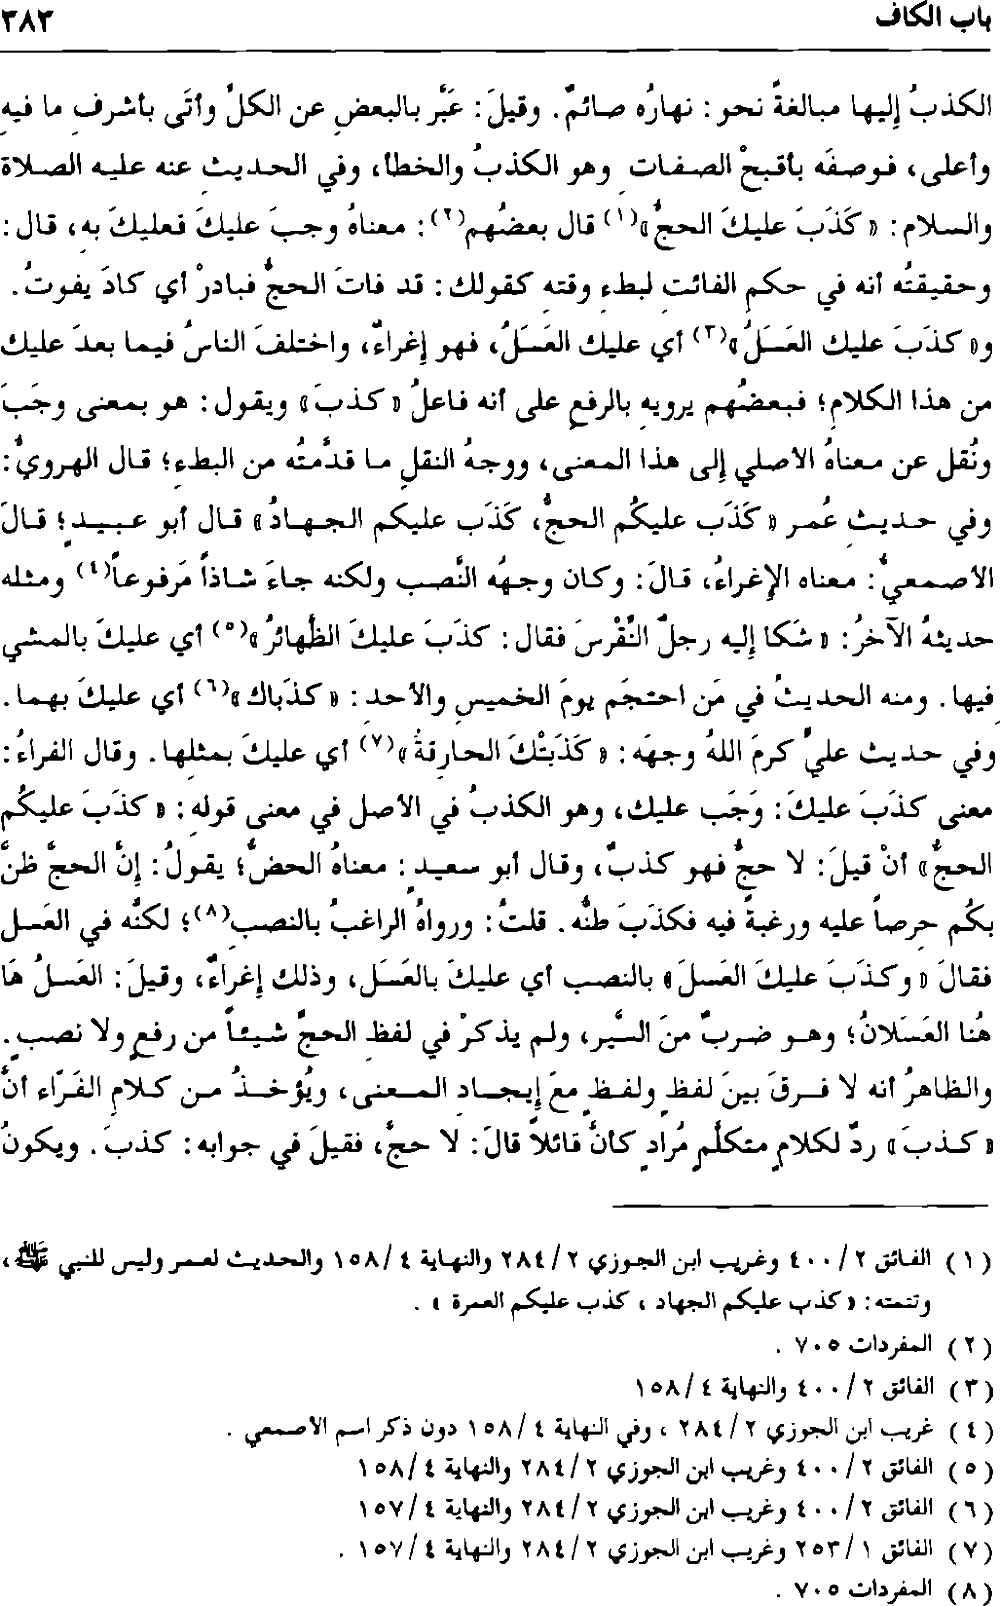 باب الكاف
٣٨٣
الكذبُ إليها مبالغةً نحو: نهارُه صائمٌ. وقيلَ: عَبَّر بالبعضِ عن الكلِّ وأتَى بأشرفِ ما فيهِ
وأعلى، فوصفَه بأقبحْ الصفات وهو الكذبُ والخطأ، وفي الحديثِ عنه عليه الصلاة
والسلام: «كَذَبَ عليكَ الحجُّ»(١) قال بعضُهم(٢): معناهُ وجبَ عليكَ فعليكَ بهِ، قال:
وحقيقتُه أنه في حكمِ الفائتِ لبطءِ وقتهِ كقولك: قد فاتَ الحجُّ فبادرْ أي كادَ يفوتُ.
و«كذَبَ عليك العَسَلُ»(٣) أي عليك العَسَلُ، فهو إغراءٌ، واختلفَ الناسُ فيما بعدَ عليك
من هذا الكلامِ؛ فبعضُهم يرويهِ بالرفعِ على أنه فاعلُ «كذبَ» ويقول: هو بمعنى وجَبَ
ونُقل عن معناهُ الأصلي إلى هذا المعنى، ووجهُ النقلِ ما قدَّمتُه من البطءِ؛ قال الهرويُّ:
وفي حديثِ عُمر «كَذَب عليكُم الحجُّ، كَذَب عليكم الجهادُ» قال أبو عبيدٍ؛ قالَ
الأصمعيُّ: معناه الإغراءُ، قالَ: وكان وجههُ النَّصب ولكنه جاءَ شاذاً مَرفوعاً(٤) ومثله
حديثهُ الآخرُ: «شَكا إليه رجلٌ النِّقْرسَ فقال: كذَبَ عليكَ الظَّهائرُ»(٥) أي عليكَ بالمشي
فيها. ومنه الحديثُ في مَن احتجَم يومَ الخميسِ والأحدِ: «كذَباك»(٦) أي عليكَ بهما.
وفي حديث عليٍّ كرمَ اللهُ وجهَه: «كَذَبَتْكَ الحارِقةُ»(٧) أي عليكَ بمثلِها. وقال الفراءُ:
معنى كذَبَ عليكَ: وَجَب عليك، وهو الكذبُ في الأصل في معنى قولهِ: «كذَبَ عليكُم
الحجُّ» أنْ قيلَ: لا حجَّ فهو كذبٌ، وقال أبو سعيدٍ: معناهُ الحضُّ؛ يقولُ: إنَّ الحجَّ ظنَّ
بكُم حرصاً عليه ورغبةً فيه فكذَبَ ظنُّه. قلتُ: ورواهُ الراغبُ بالنصبِ(٨)؛ لكنُّه في العَسل
فقالَ «وكذَبَ عليكَ العَسلَ» بالنصب أي عليكَ بالعَسَل، وذلك إغراءٌ، وقيلَ: العَسلُ هَا
هُنا العَسَلانُ؛ وهو ضربٌ منَ السَّير، ولم يذكرْ في لفظِ الحجِّ شيئاً من رفعٍ ولا نصبٍ.
والظاهرُ أنه لا فرقَ بينَ لفظٍ ولفظٍ معَ إيجادِ المعنى، ويُؤخذُ من كلامِ الفَرّاء أنَّ
«كذبَ» ردٌّ لكلامِ متكلِّمٍ مُرادٍ كأنَّ قائلاً قالَ: لا حجَّ، فقيلَ في جوابه: كذبَ. ويكونُ
(١) الفائق ٢/٤٠٠ وغريب ابن الجوزي ٢/٢٨٤ والنهاية ٤/١٥٨ والحديث لعمر وليس للنبي ﷺ،
وتتمته: «كذب عليكم الجهاد، كذب عليكم العمرة».
(٢) المفردات ٧٠٥.
(٣) الفائق ٢/٤٠٠ والنهاية ٤/١٥٨
(٤) غريب ابن الجوزي ٢/٢٨٤، وفي النهاية ٤/١٥٨ دون ذكر اسم الأصمعي.
(٥) الفائق ٢/٤٠٠ وغريب ابن الجوزي ٢/٢٨٤ والنهاية ٤/١٥٨
(٦) الفائق ٢/٤٠٠ وغريب ابن الجوزي ٢/٢٨٤ والنهاية ٤/١٥٧
(٧) الفائق ١/٢٥٣ وغريب ابن الجوزي ٢/٢٨٤ والنهاية ٤/١٥٧.
(٨) المفردات ٧٠٥.